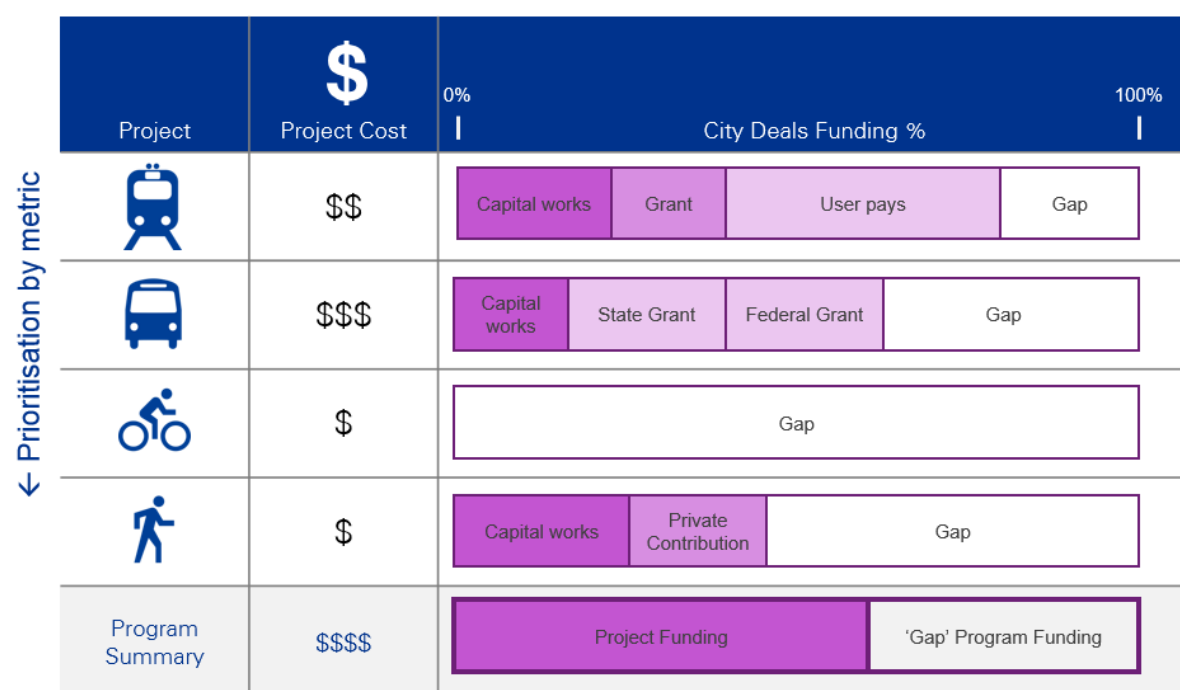 $
0%
100%
Project
Project Cost
City Deals Funding %
← Prioritisation by metric
$$
Capital works
Grant
User pays
Gap
$$$
Capital
works
State Grant
Federal Grant
Gap
$
Gap
$
Capital works
Private
Contribution
Gap
Program
Summary
$$$$
Project Funding
‘Gap’ Program Funding